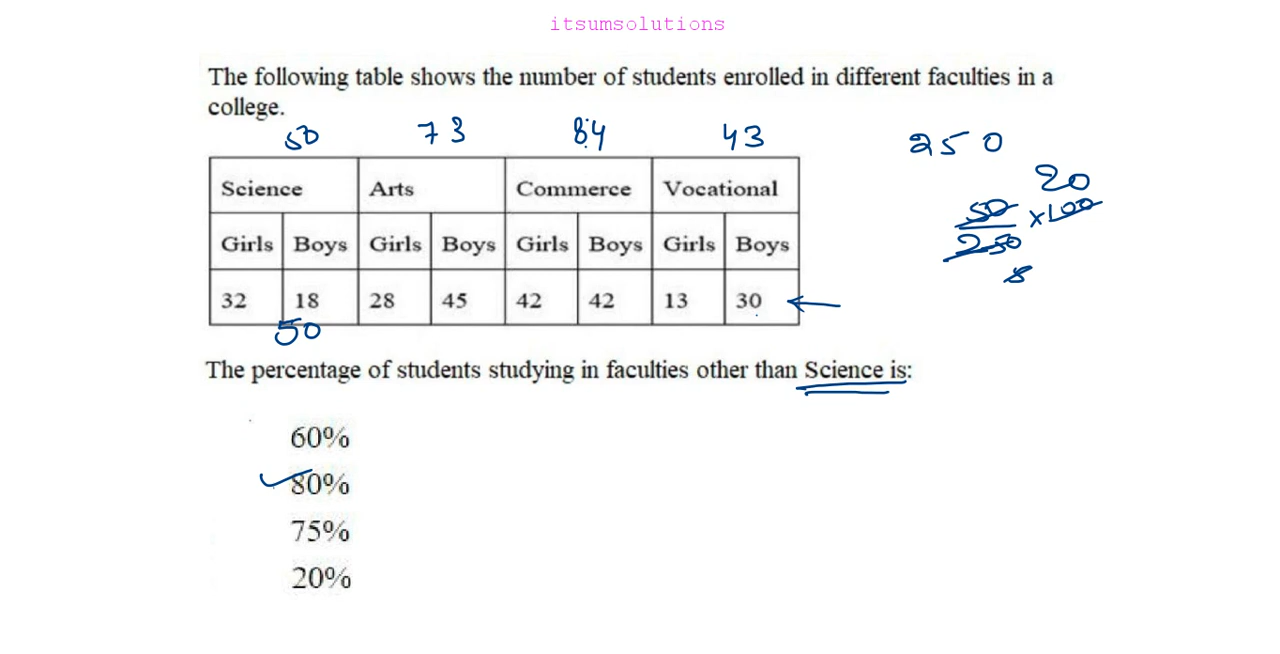 itsumsolutions
The following table shows the number of students enrolled in different faculties in a
college.
50 73 84 43 250
Science Arts Commerce Vocational
20
50 ×100
250
5
Girls Boys Girls Boys Girls Boys Girls Boys
32 18 28 45 42 42 13 30
50
The percentage of students studying in faculties other than Science is:
60%
80%
75%
20%